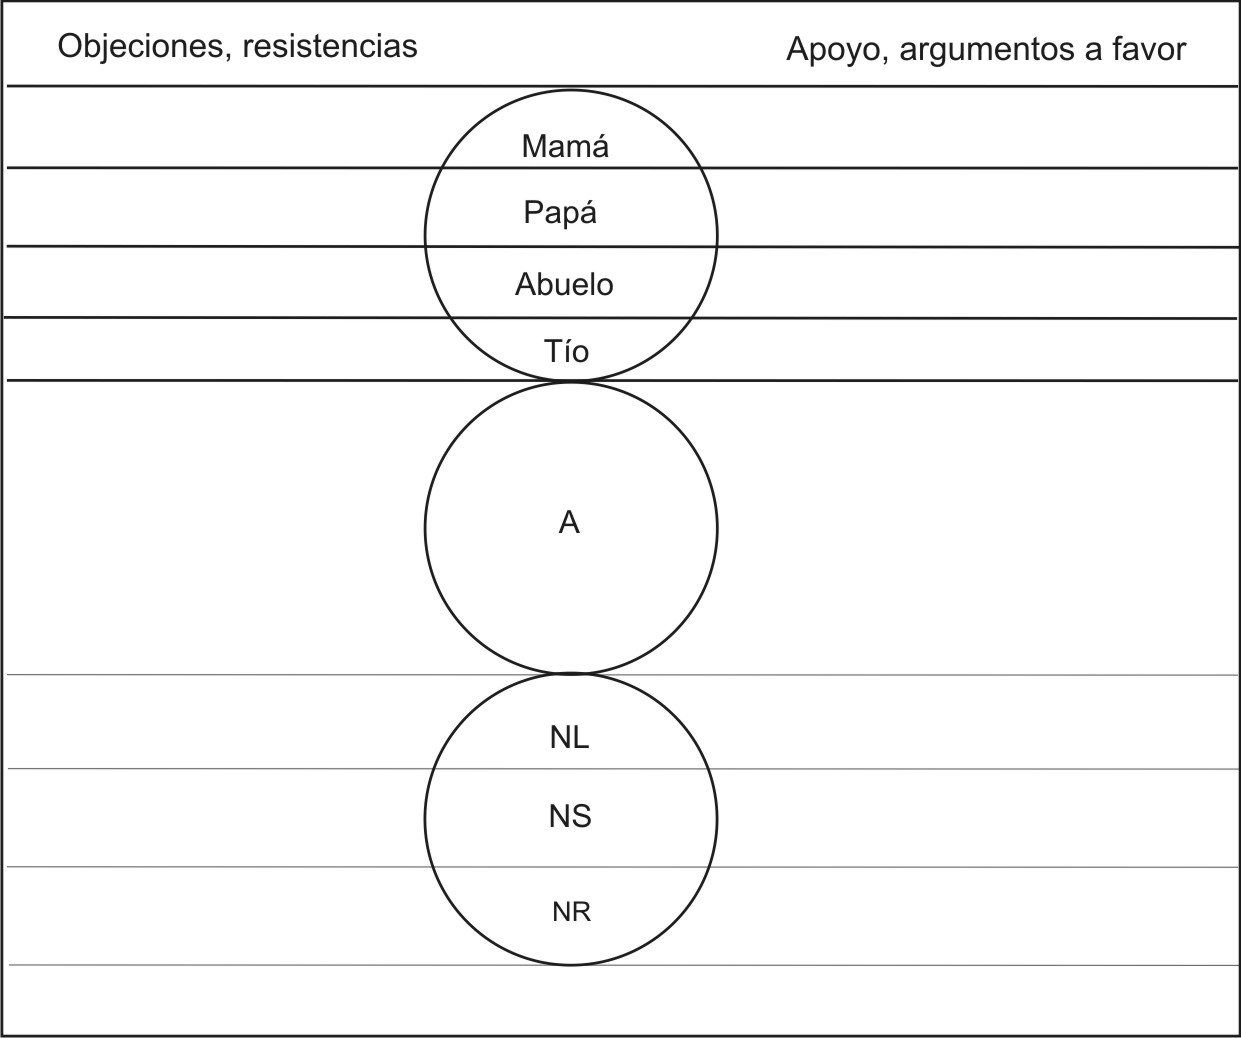 Objeciones, resistencias
Apoyo, argumentos a favor
Mamá
Papá
Abuelo
Tío
A
NL
NS
NR